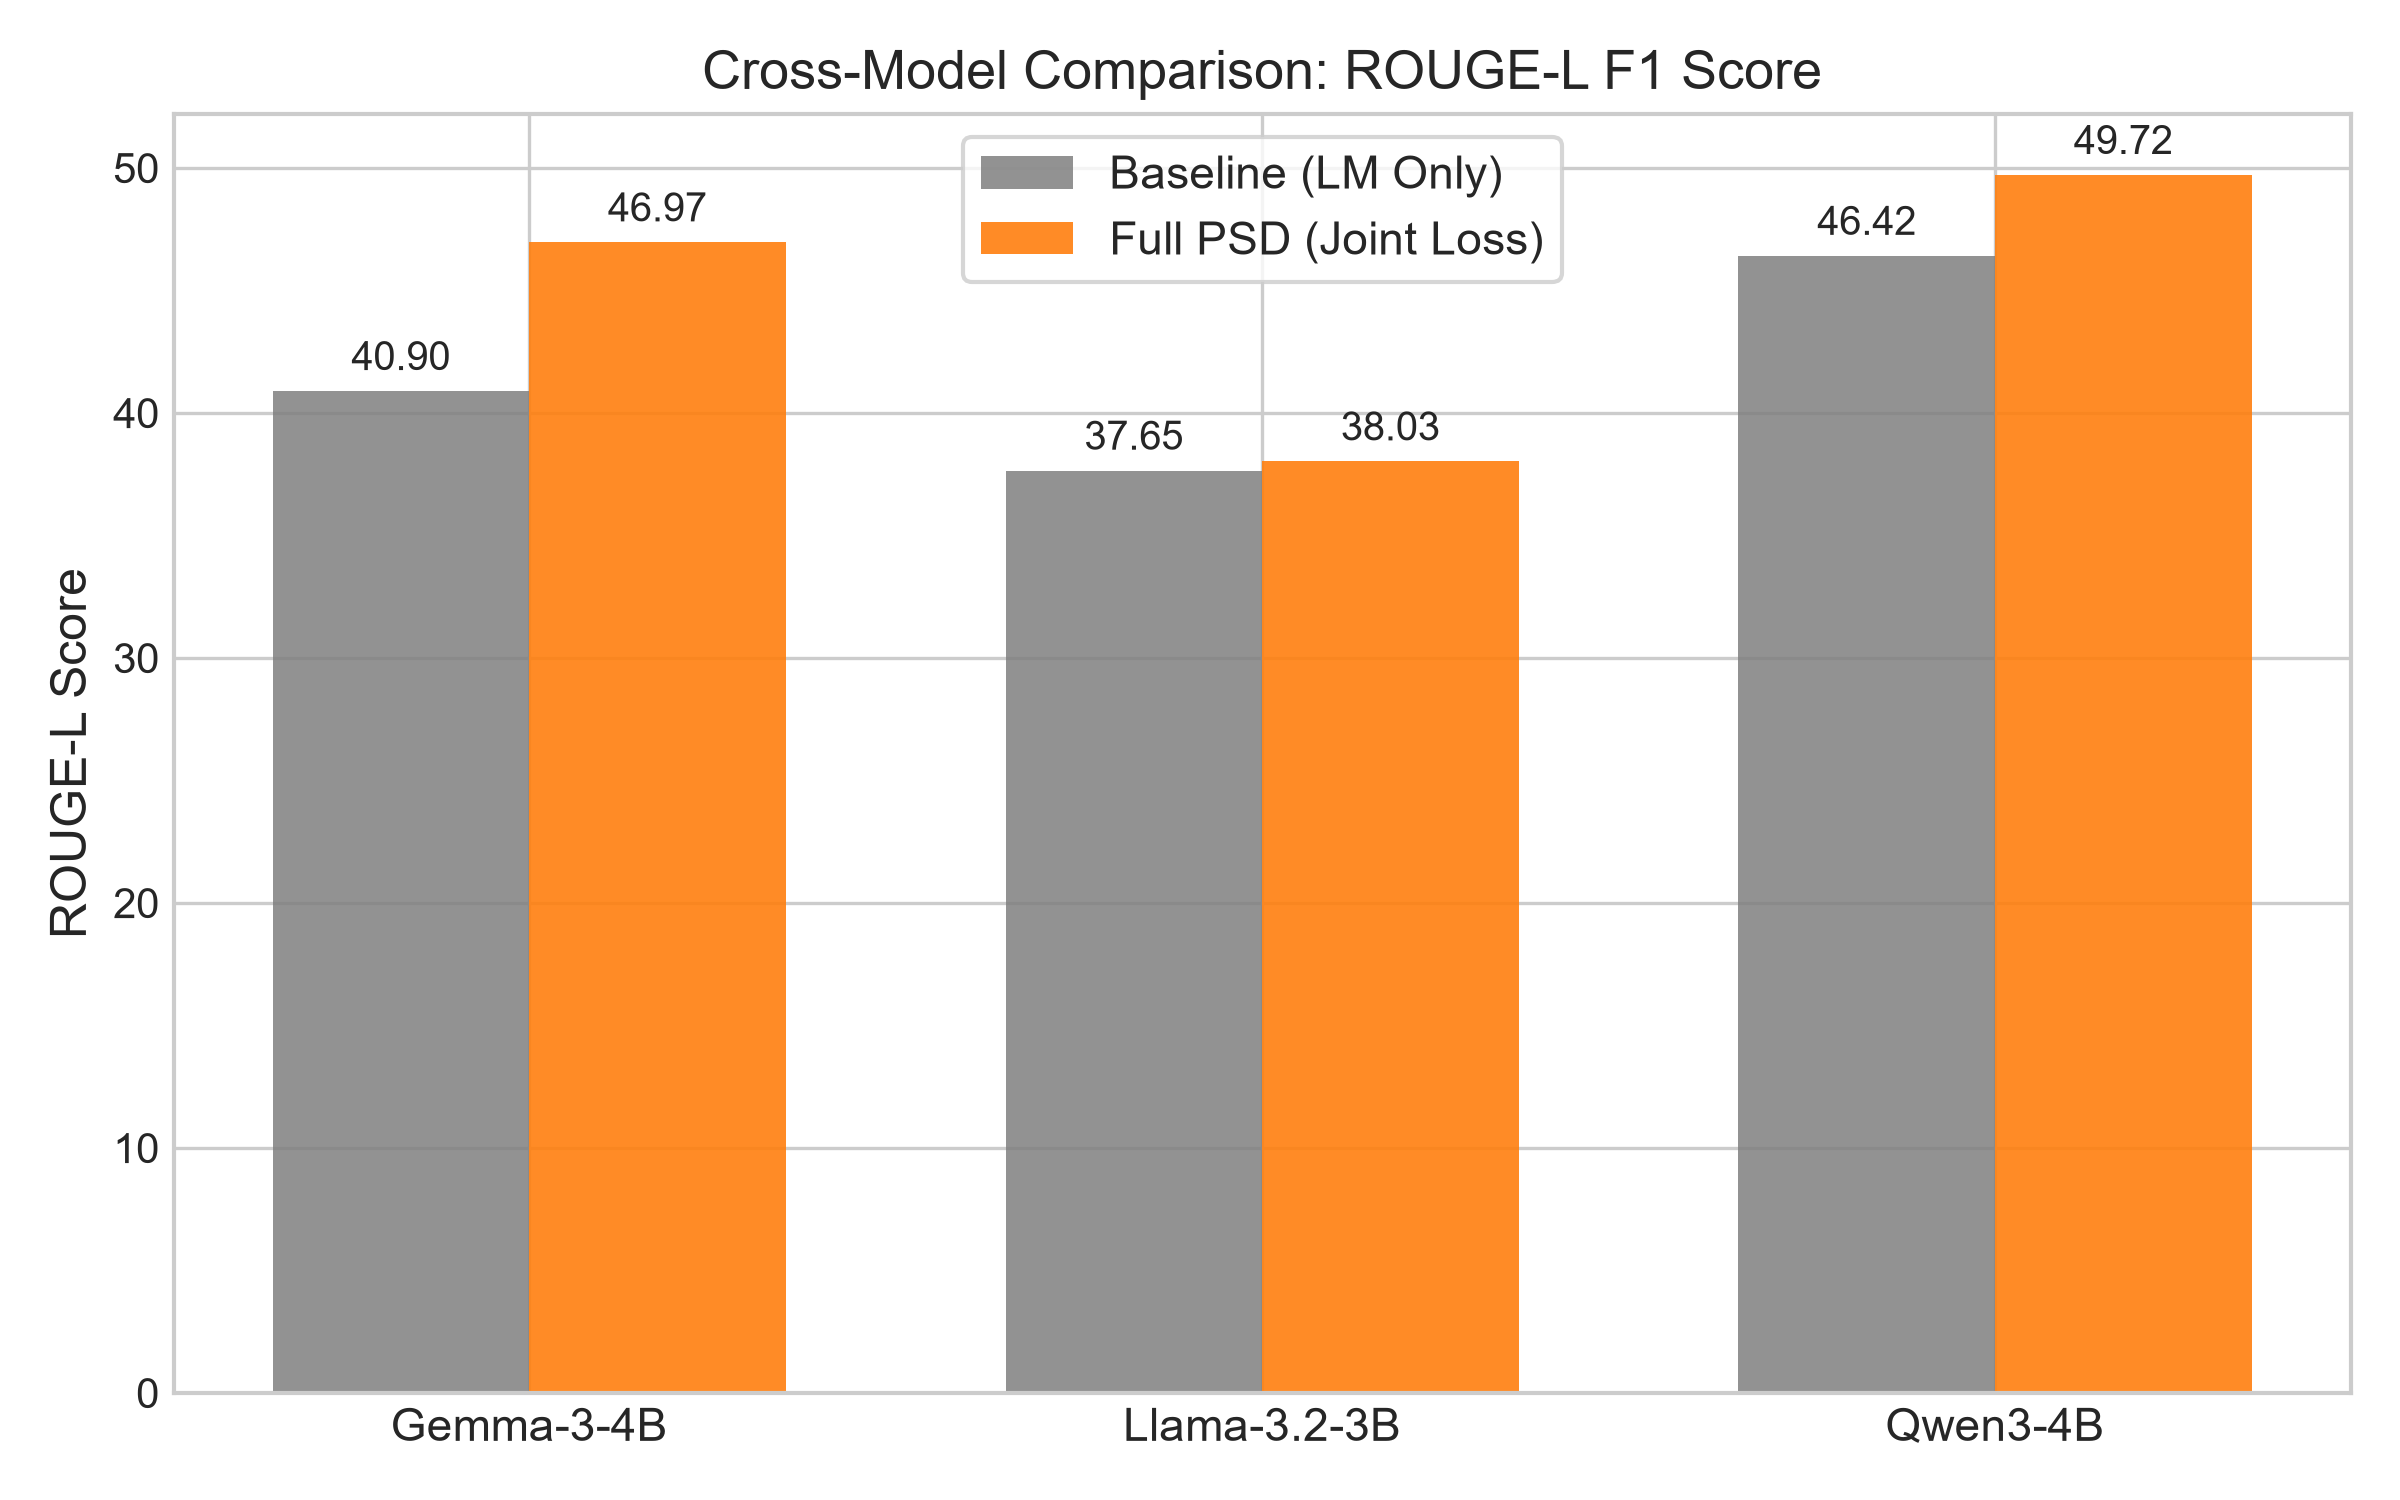 Cross-Model Comparison: ROUGE-L F1 Score
Baseline (LM Only)
Full PSD (Joint Loss)
ROUGE-L Score
50
40
30
20
10
0
40.90
46.97
37.65
38.03
46.42
49.72
Gemma-3-4B
Llama-3.2-3B
Qwen3-4B